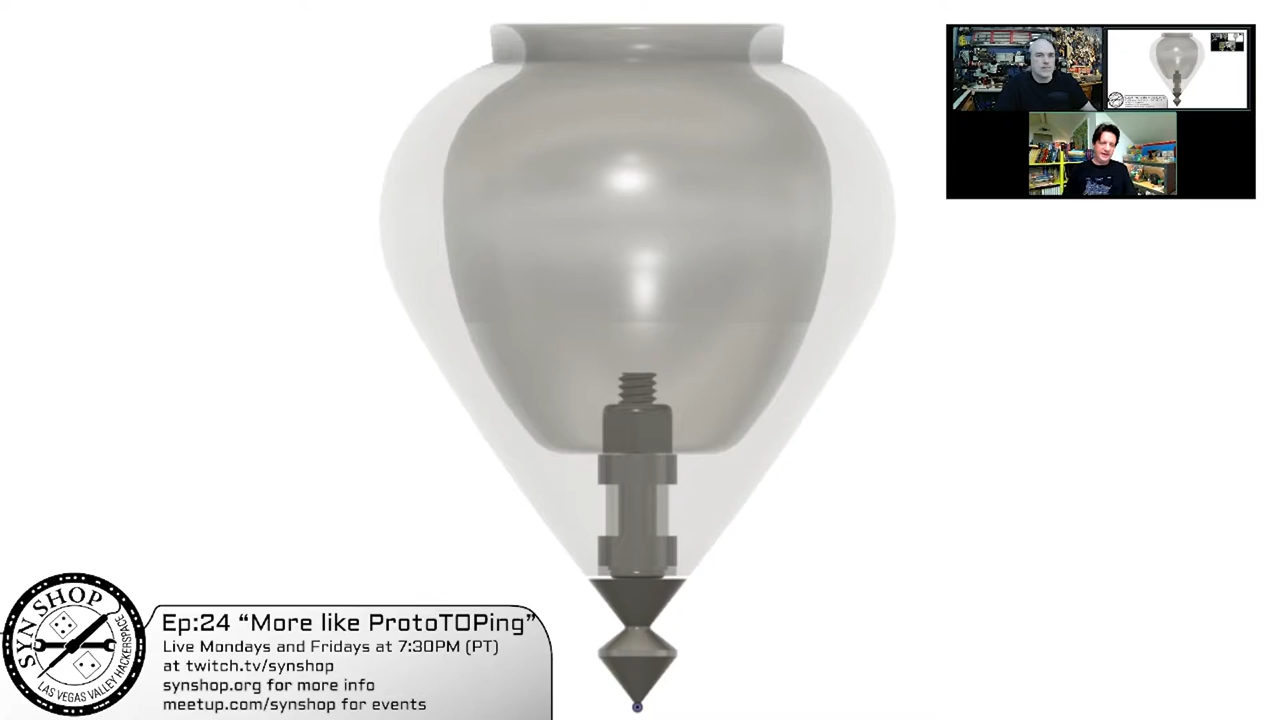 SYN SHOP
LAS VEGAS VALLEY HACKERSPACE
Ep:24 “More like ProtoTOPing”
Live Mondays and Fridays at 7:30PM (PT)
at twitch.tv/synshop
synshop.org for more info
meetup.com/synshop for events